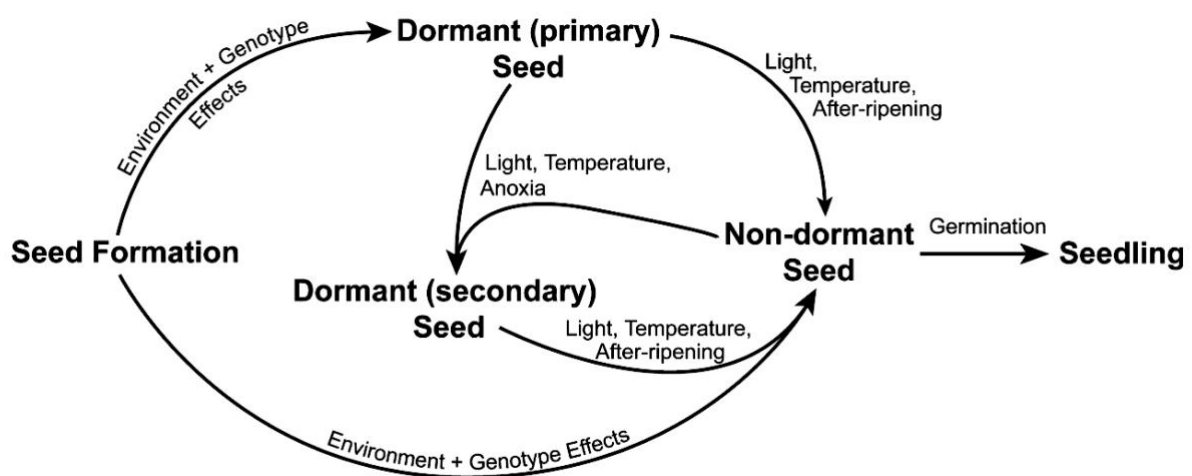 Environment + Genotype
Effects
Dormant (primary)
Seed
Light,
Temperature,
After-ripening
Light, Temperature,
Anoxia
Seed Formation
Non-dormant
Seed
Germination
Seedling
Dormant (secondary)
Seed
Light, Temperature,
After-ripening
Environment + Genotype Effects